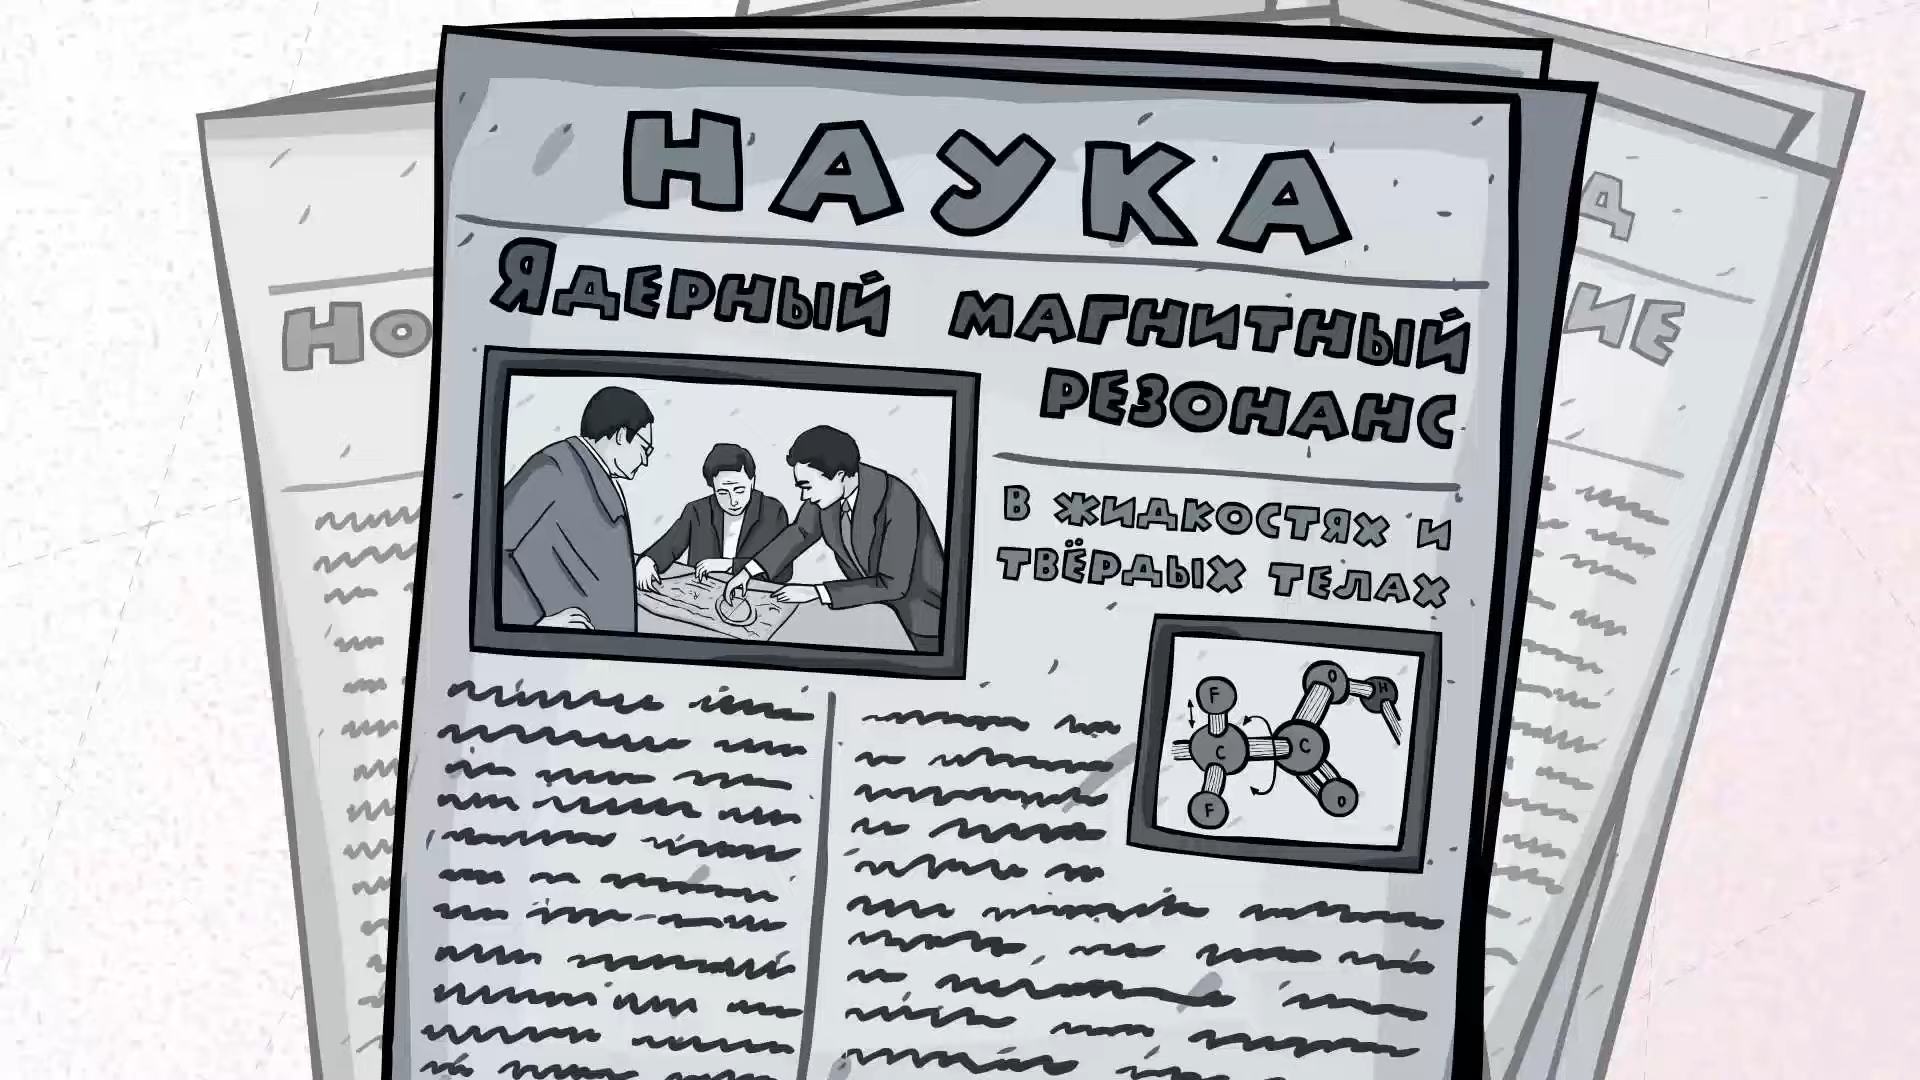 НАУКА
Ядерный магнитный
резонанс
в жидкостях и
твёрдых телах
F
O
H
C
C
F
O